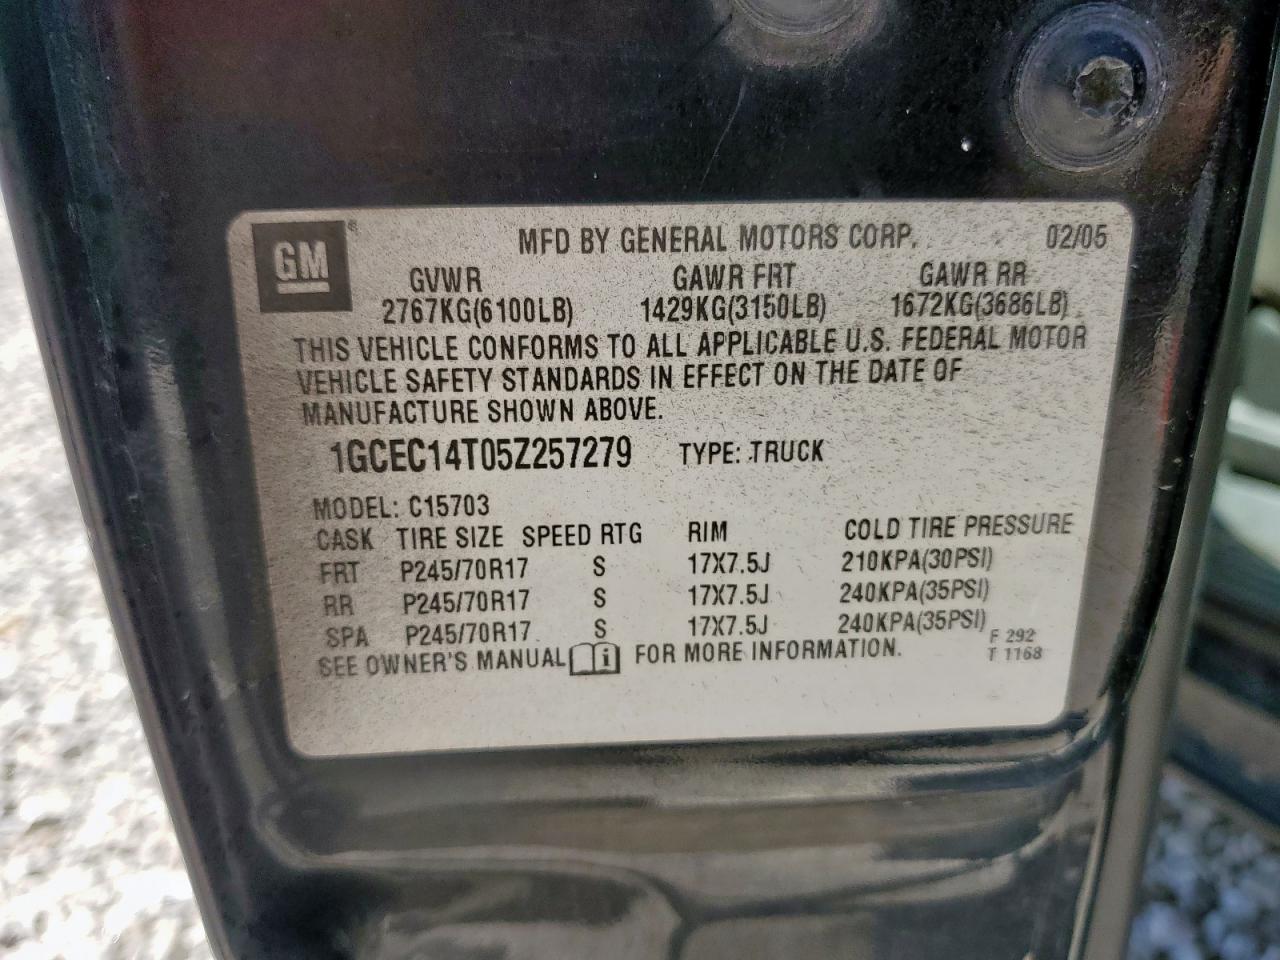 GM® MFD BY GENERAL MOTORS CORP. 02/05
GVWR GAWR FRT GAWR RR
2767KG(6100LB) 1429KG(3150LB) 1672KG(3686LB)
THIS VEHICLE CONFORMS TO ALL APPLICABLE U.S. FEDERAL MOTOR
VEHICLE SAFETY STANDARDS IN EFFECT ON THE DATE OF
MANUFACTURE SHOWN ABOVE.
1GCEC14T05Z257279 TYPE: TRUCK
MODEL: C15703
CASK TIRE SIZE SPEED RTG RIM COLD TIRE PRESSURE
FRT P245/70R17 S 17X7.5J 210KPA(30PSI)
RR P245/70R17 S 17X7.5J 240KPA(35PSI)
SPA P245/70R17 S 17X7.5J 240KPA(35PSI)
SEE OWNER'S MANUAL i FOR MORE INFORMATION.
F 292
T 1168